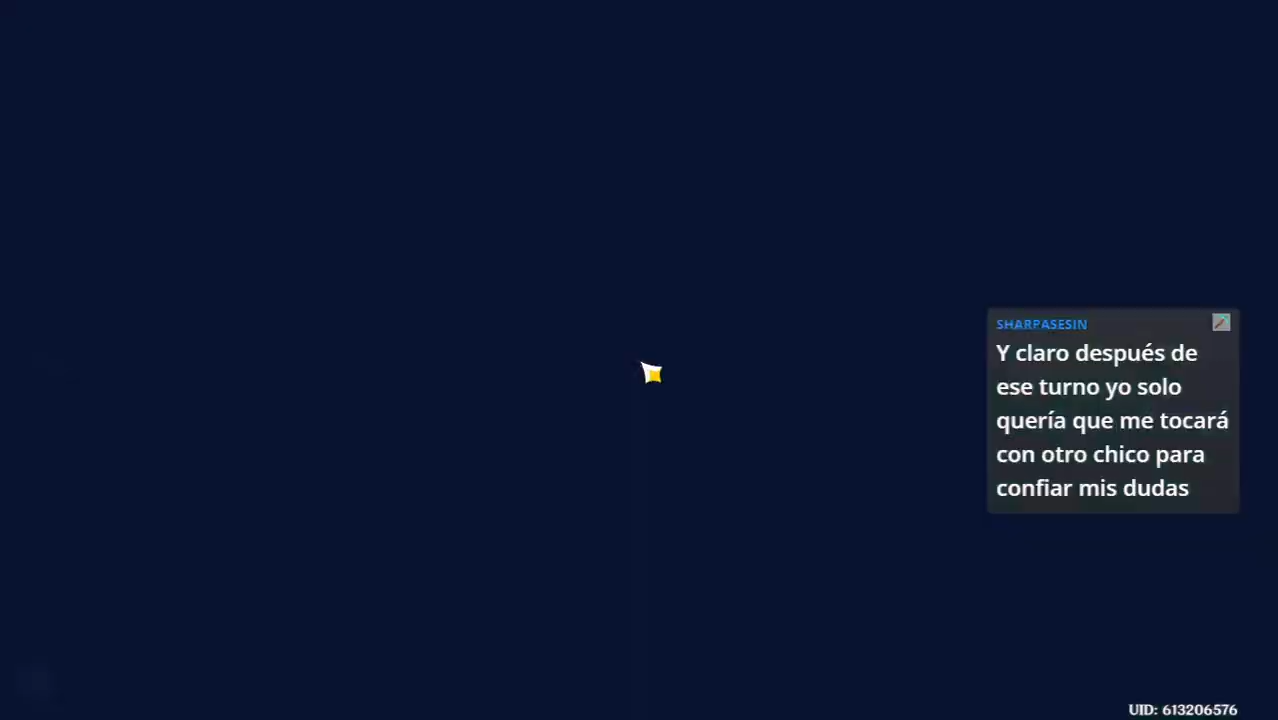 SHARPASESIN
Y claro después de
ese turno yo solo
quería que me tocará
con otro chico para
confiar mis dudas
UID: 613206576